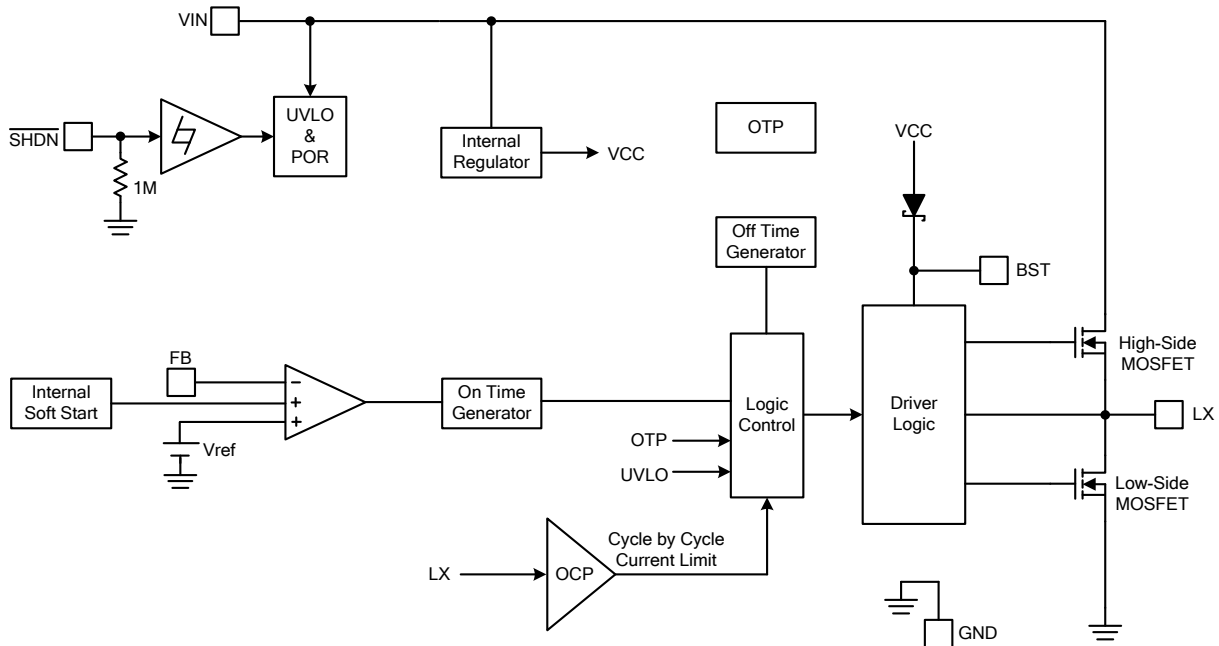 VIN
SHDN
1M
UVLO
&
POR
Internal
Regulator
VCC
OTP
VCC
Off Time
Generator
BST
High-Side
MOSFET
FB
Internal
Soft Start
−
+
+
Vref
On Time
Generator
Logic
Control
OTP
UVLO
Driver
Logic
LX
Low-Side
MOSFET
LX
OCP
Cycle by Cycle
Current Limit
GND